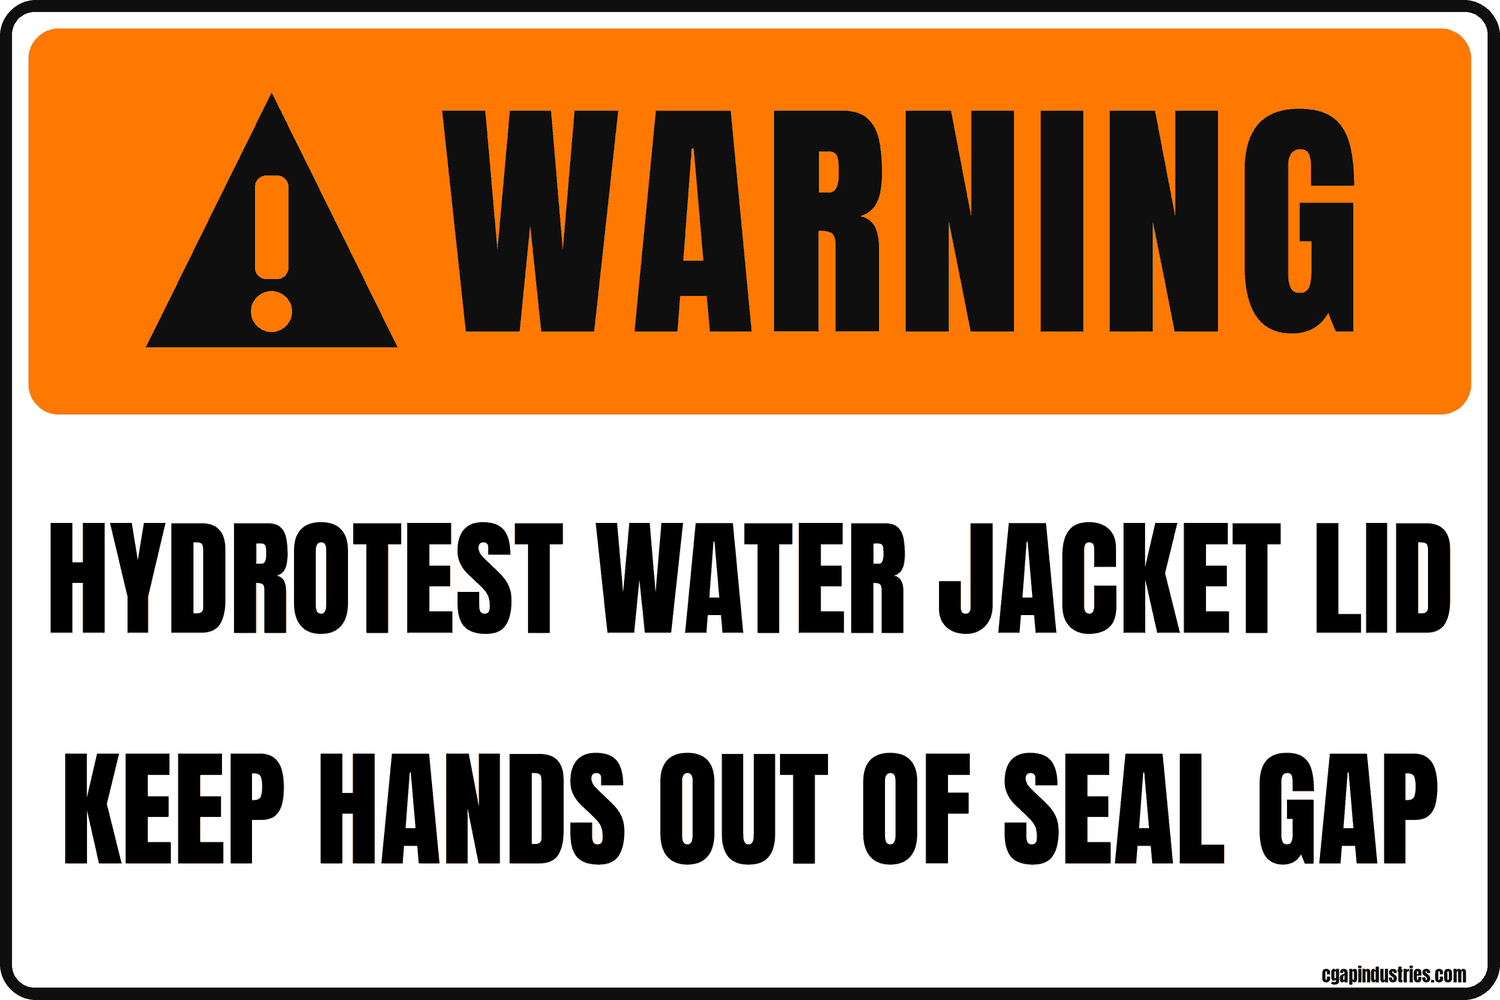 WARNING
HYDROTEST WATER JACKET LID
KEEP HANDS OUT OF SEAL GAP
cgapindustries.com